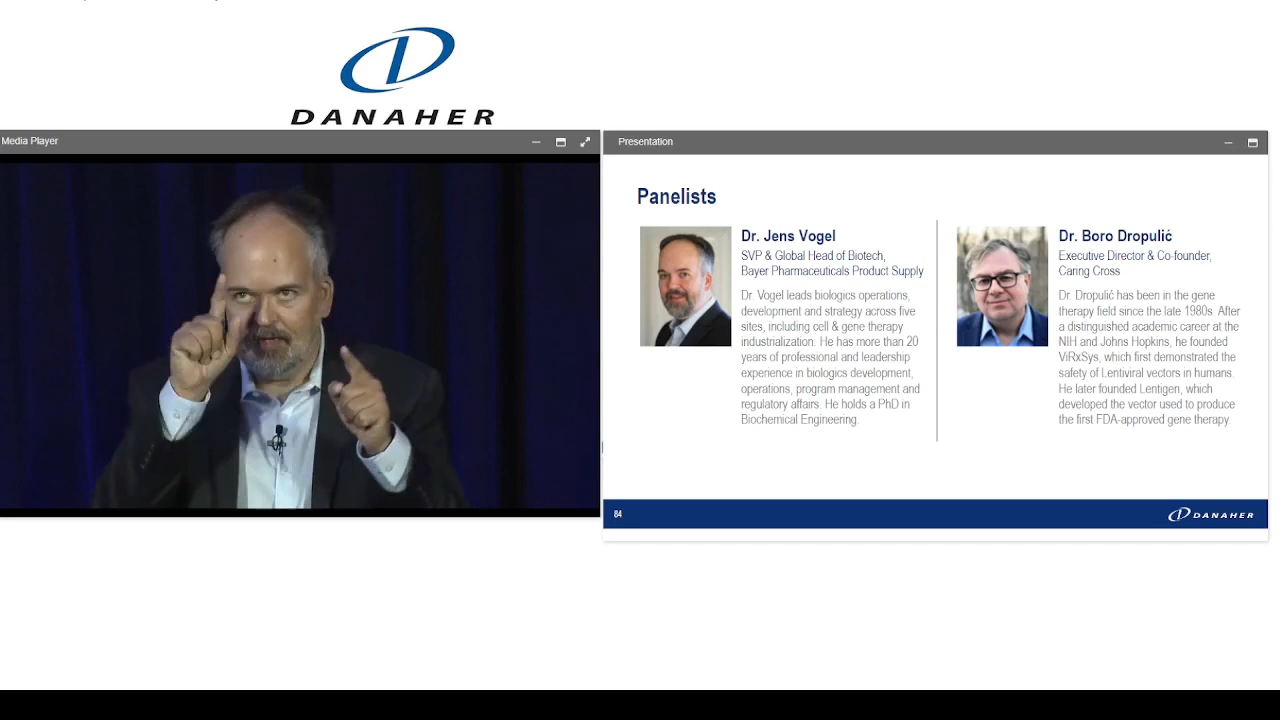 DANAHER
Media Player
Presentation
Panelists
Dr. Jens Vogel
SVP & Global Head of Biotech,
Bayer Pharmaceuticals Product Supply
Dr. Vogel leads biologics operations,
development and strategy across five
sites, including cell & gene therapy
industrialization. He has more than 20
years of professional and leadership
experience in biologics development,
operations, program management and
regulatory affairs. He holds a PhD in
Biochemical Engineering.
Dr. Boro Dropulić
Executive Director & Co-founder,
Caring Cross
Dr. Dropulić has been in the gene
therapy field since the late 1980s. After
a distinguished academic career at the
NIH and Johns Hopkins, he founded
ViRxSys, which first demonstrated the
safety of Lentiviral vectors in humans.
He later founded Lentigen, which
developed the vector used to produce
the first FDA-approved gene therapy.
84
DANAHER